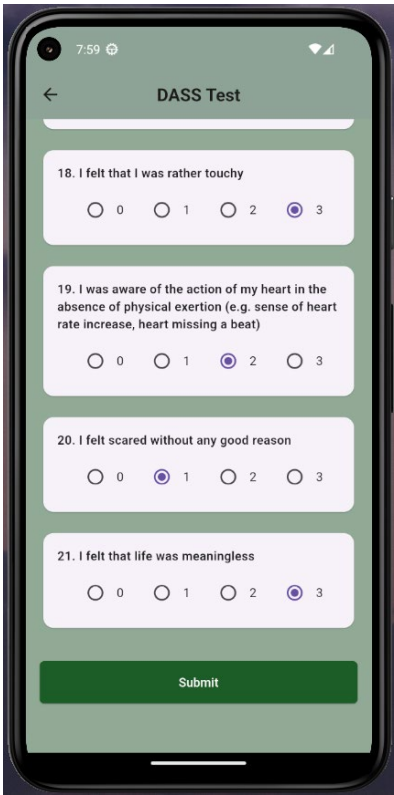 7:59
DASS Test
18. I felt that I was rather touchy
0 1 2 3
19. I was aware of the action of my heart in the
absence of physical exertion (e.g. sense of heart
rate increase, heart missing a beat)
0 1 2 3
20. I felt scared without any good reason
0 1 2 3
21. I felt that life was meaningless
0 1 2 3
Submit